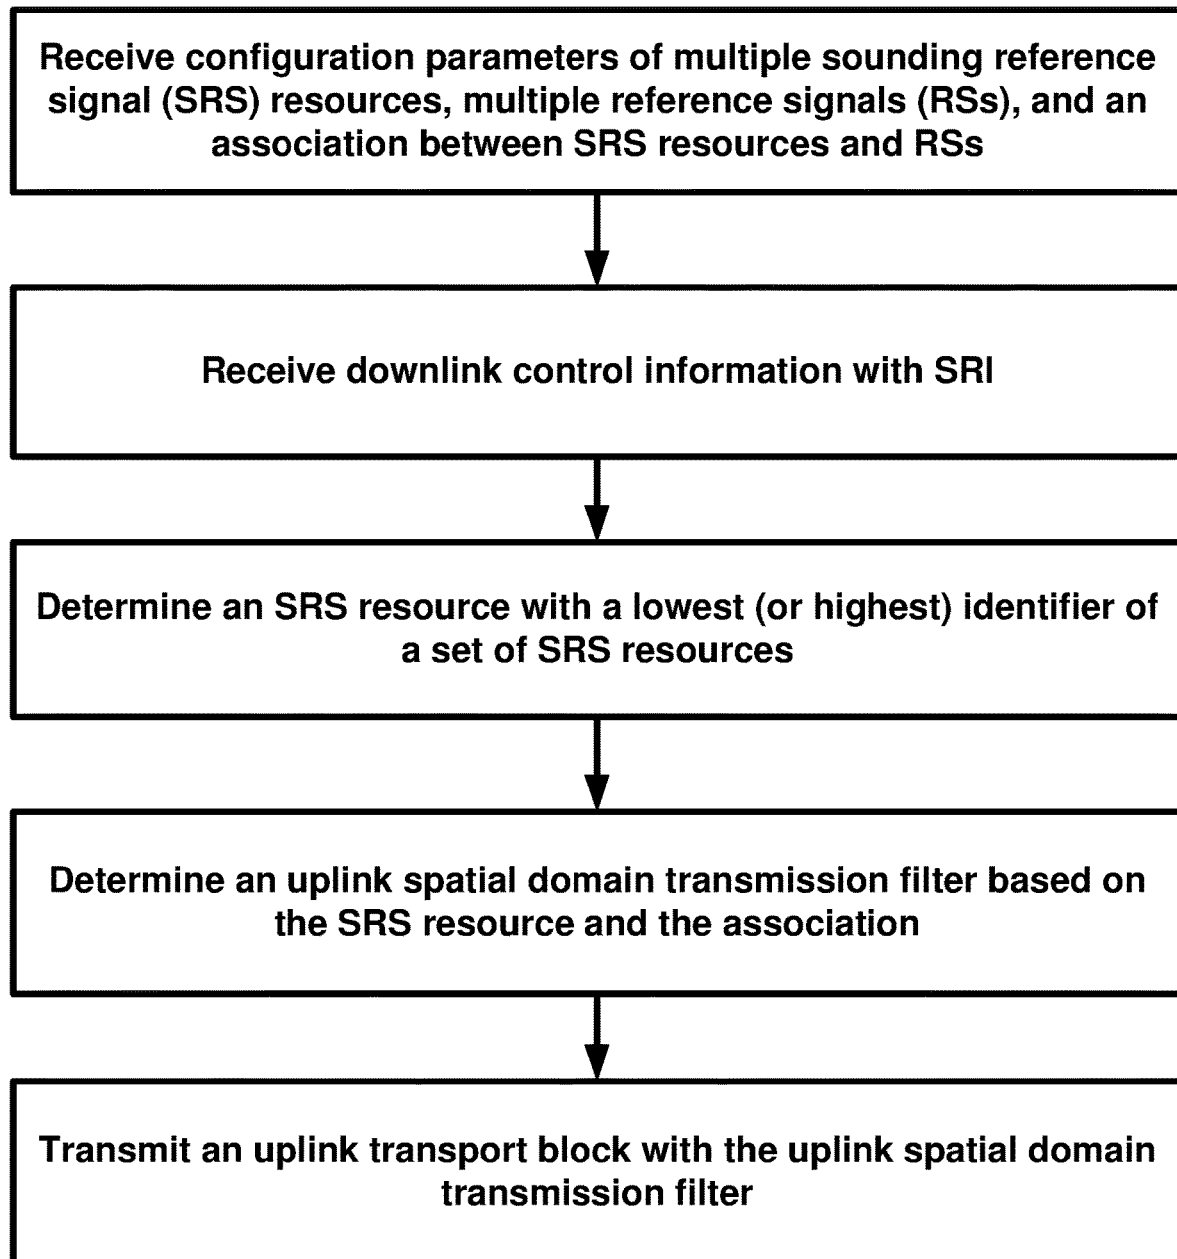 Receive configuration parameters of multiple sounding reference
signal (SRS) resources, multiple reference signals (RSs), and an
association between SRS resources and RSs
Receive downlink control information with SRI
Determine an SRS resource with a lowest (or highest) identifier of
a set of SRS resources
Determine an uplink spatial domain transmission filter based on
the SRS resource and the association
Transmit an uplink transport block with the uplink spatial domain
transmission filter